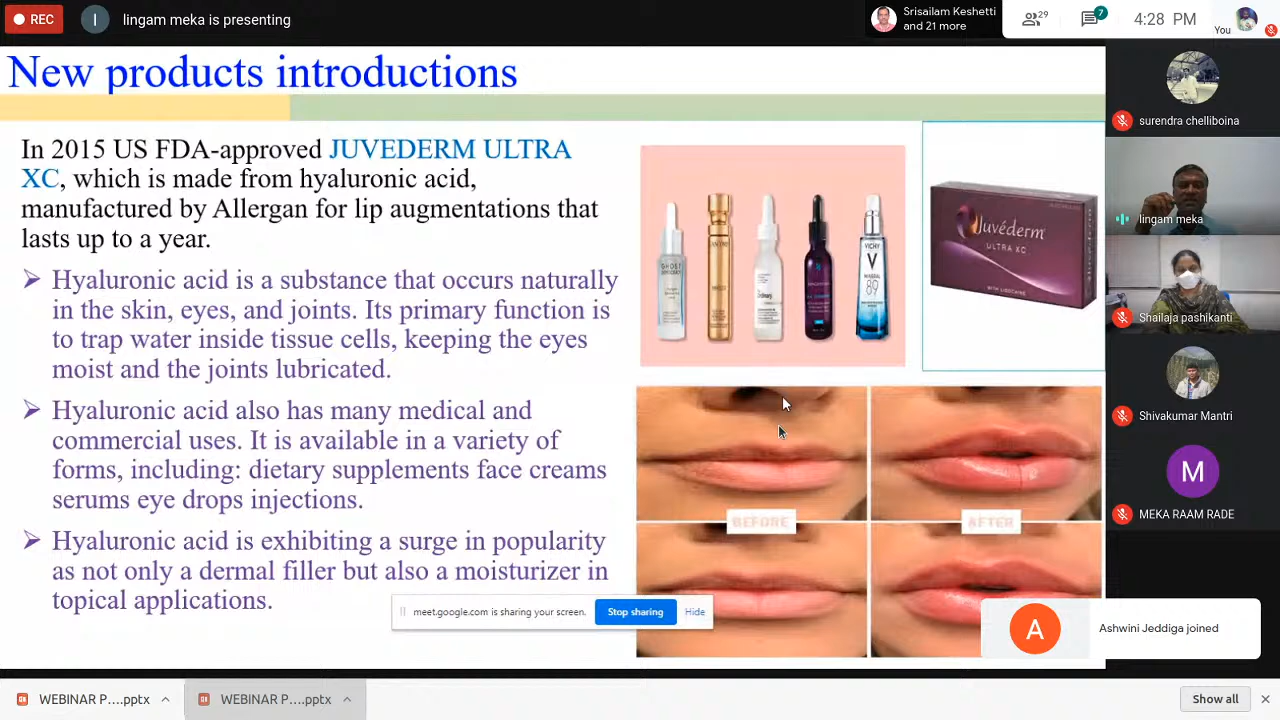 REC
l
lingam meka is presenting
Srisailam Keshetti
and 21 more
29
7
4:28 PM
You
New products introductions
In 2015 US FDA-approved JUVEDERM ULTRA
XC, which is made from hyaluronic acid,
manufactured by Allergan for lip augmentations that
lasts up to a year.
Hyaluronic acid is a substance that occurs naturally
in the skin, eyes, and joints. Its primary function is
to trap water inside tissue cells, keeping the eyes
moist and the joints lubricated.
Hyaluronic acid also has many medical and
commercial uses. It is available in a variety of
forms, including: dietary supplements face creams
serums eye drops injections.
Hyaluronic acid is exhibiting a surge in popularity
as not only a dermal filler but also a moisturizer in
topical applications.
VICHY
89
Juvéderm
ULTRA XC
WITH LIDOCAINE
BEFORE
AFTER
surendra chelliboina
lingam meka
Shailaja pashikanti
Shivakumar Mantri
M
MEKA RAAM RADE
meet.google.com is sharing your screen.
Stop sharing
Hide
A
Ashwini Jeddiga joined
WEBINAR P....pptx
WEBINAR P....pptx
Show all